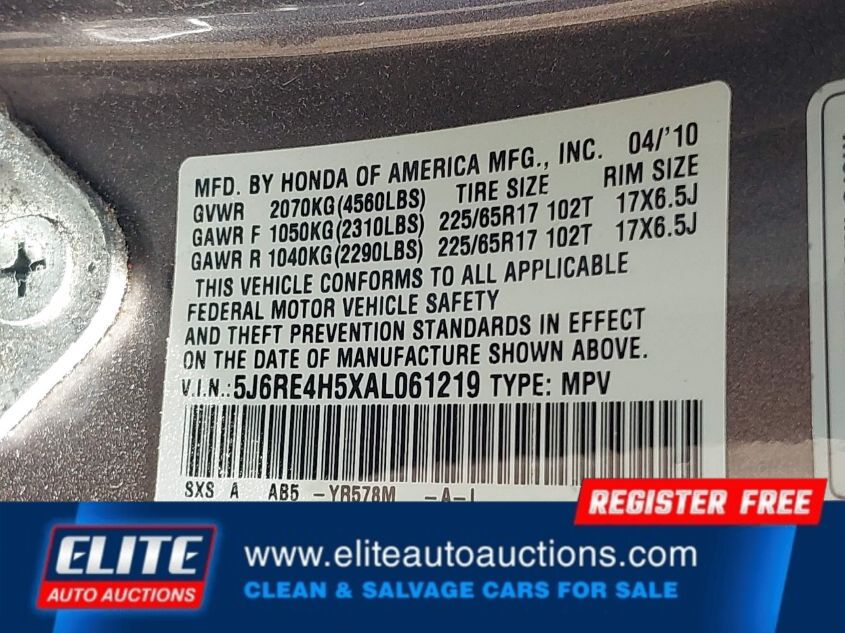 MFD. BY HONDA OF AMERICA MFG., INC. 04/'10
GVWR 2070KG(4560LBS) TIRE SIZE RIM SIZE
GAWR F 1050KG(2310LBS) 225/65R17 102T 17X6.5J
GAWR R 1040KG(2290LBS) 225/65R17 102T 17X6.5J
THIS VEHICLE CONFORMS TO ALL APPLICABLE
FEDERAL MOTOR VEHICLE SAFETY
AND THEFT PREVENTION STANDARDS IN EFFECT
ON THE DATE OF MANUFACTURE SHOWN ABOVE.
V.I.N.:5J6RE4H5XAL061219 TYPE: MPV
SXS A AB5 -YR578M -A-
REGISTER FREE
ELITE
AUTO AUCTIONS
www.eliteautoauctions.com
CLEAN & SALVAGE CARS FOR SALE